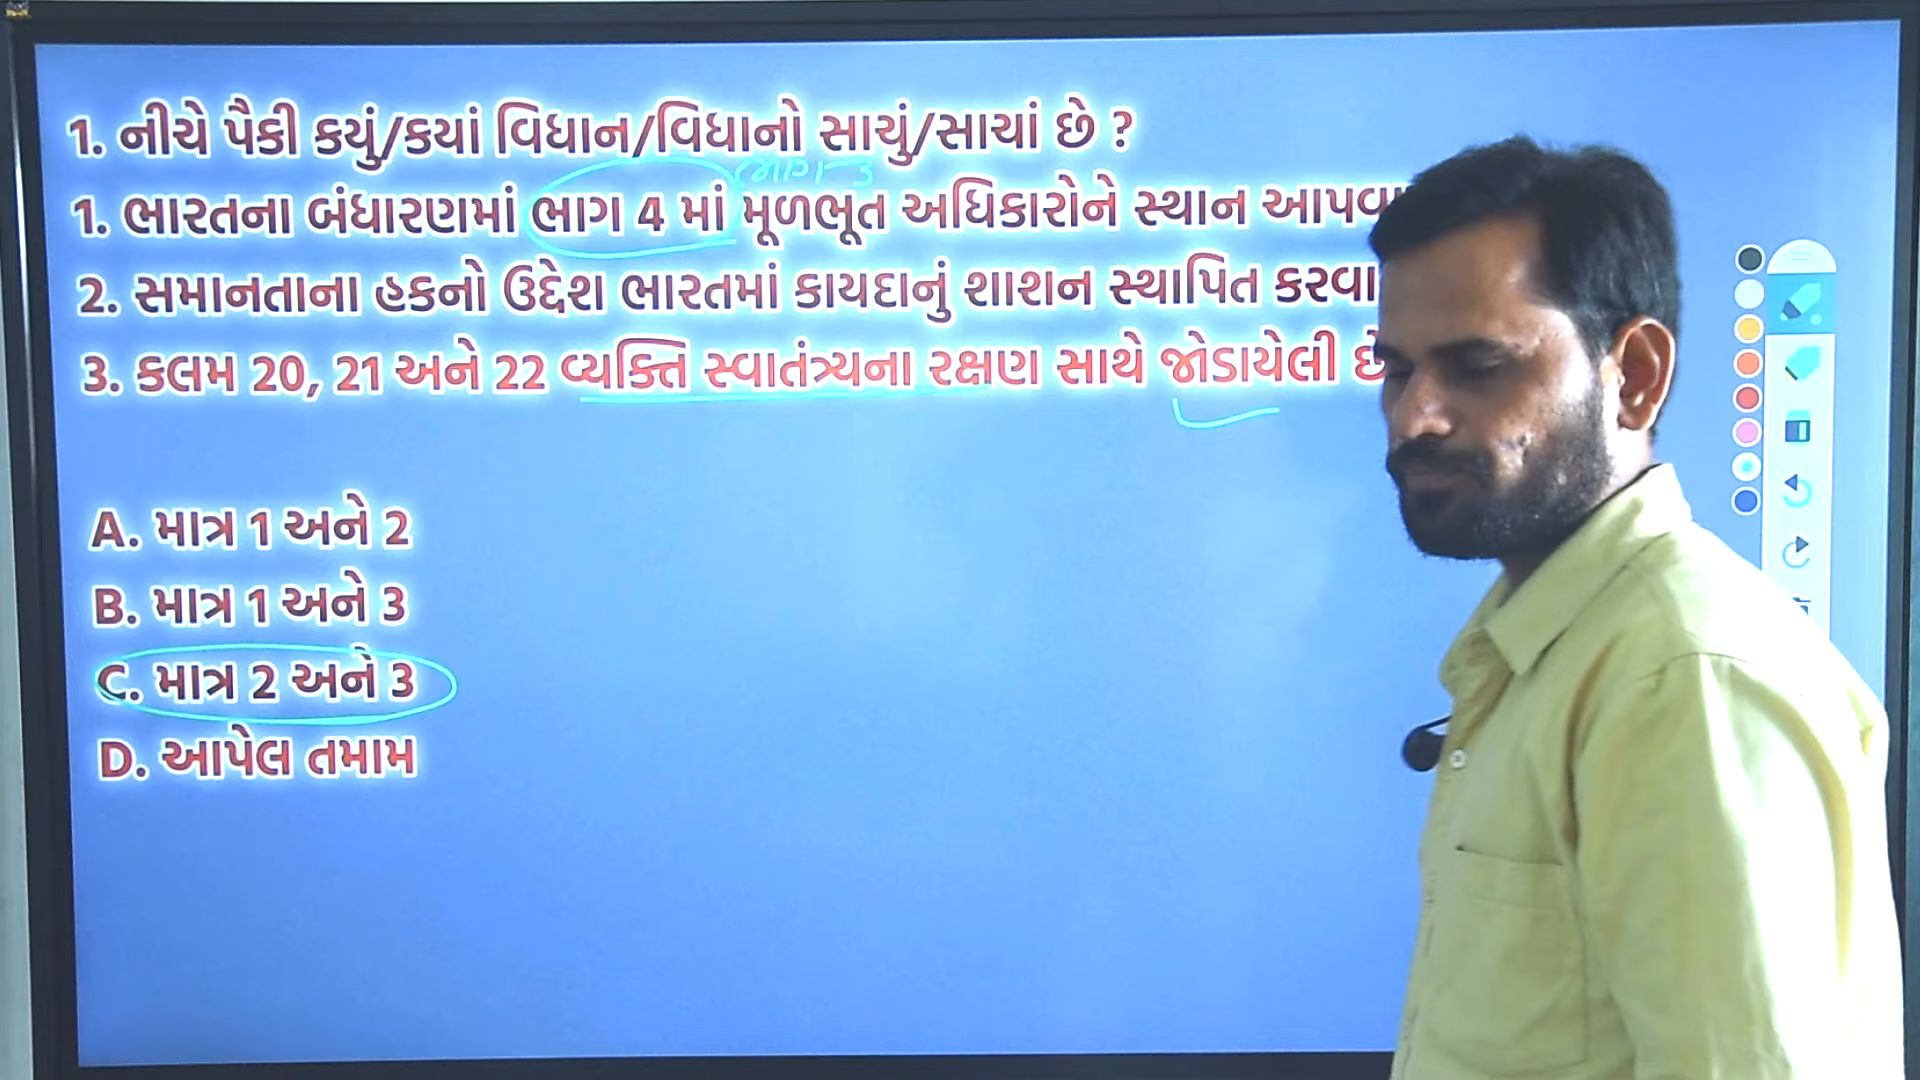 1. નીચે પૈકી કયું/કયાં વિધાન/વિધાનો સાચું/સાચાં છે ?
ભાગ-3
1. ભારતના બંધારણમાં ભાગ 4 માં મૂળભૂત અધિકારોને સ્થાન
2. સમાનતાના હકનો ઉદ્દેશ ભારતમાં કાયદાનું શાશન સ્થાપિત કરવા
3. કલમ 20, 21 અને 22 વ્યક્તિ સ્વાતંત્ર્યના રક્ષણ સાથે જોડાયેલી છે
A. માત્ર 1 અને 2
B. માત્ર 1 અને 3
C. માત્ર 2 અને 3
D. આપેલ તમામ